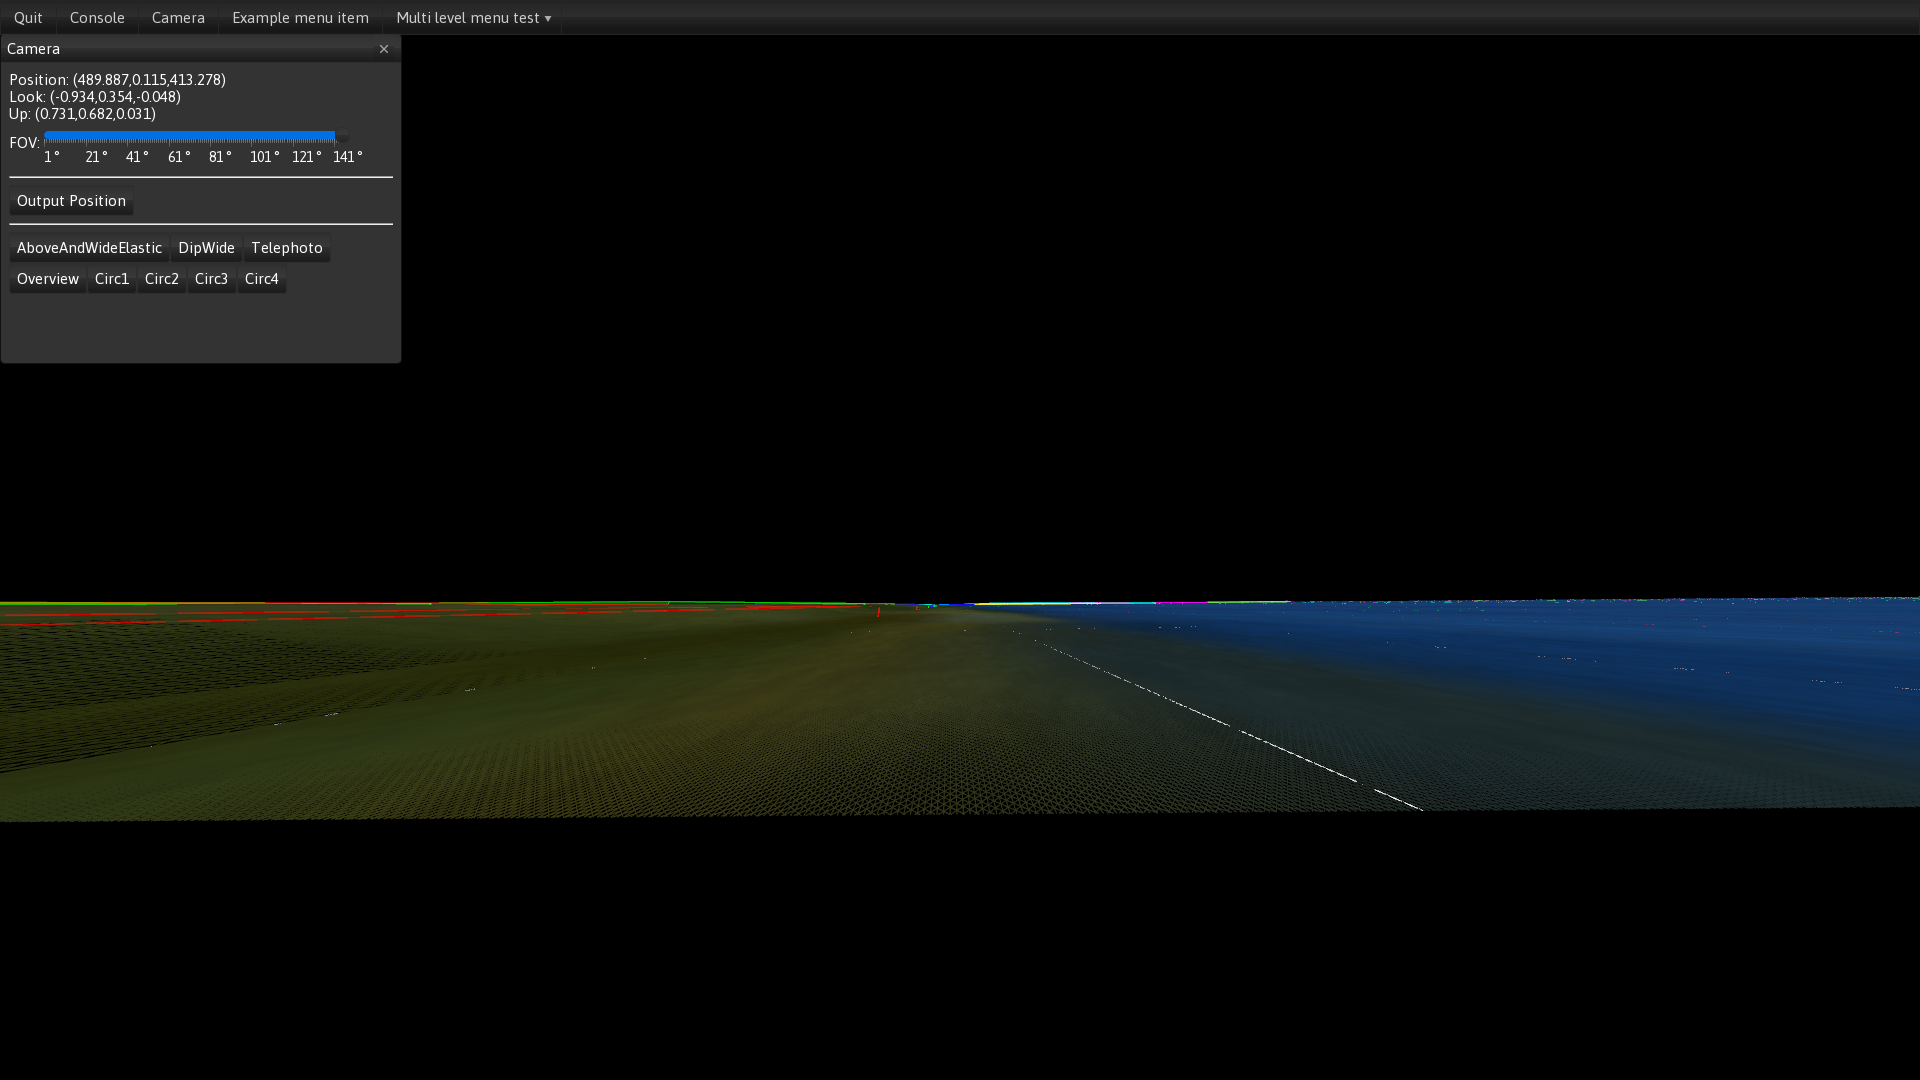 Quit Console Camera Example menu item Multi level menu test ▾
Camera ✕
Position: (489.887,0.115,413.278)
Look: (-0.934,0.354,-0.048)
Up: (0.731,0.682,0.031)
FOV:
1° 21° 41° 61° 81° 101° 121° 141°
Output Position
AboveAndWideElastic DipWide Telephoto
Overview Circ1 Circ2 Circ3 Circ4